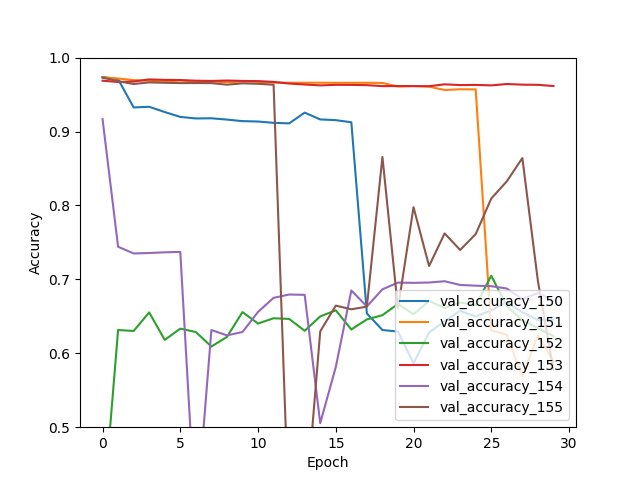 1.0
0.9
0.8
0.7
0.6
0.5
Accuracy
0
5
10
15
20
25
30
Epoch
val_accuracy_150
val_accuracy_151
val_accuracy_152
val_accuracy_153
val_accuracy_154
val_accuracy_155